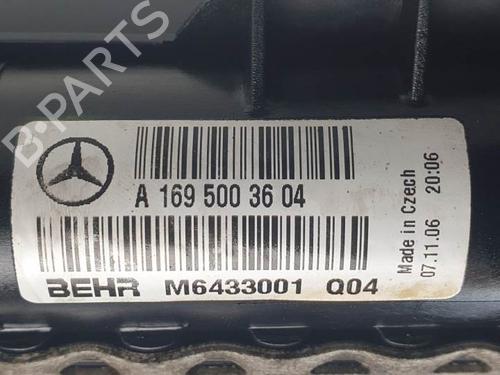 B-PARTS
A 169 500 36 04
BEHR M6433001 Q04
Made in Czech
07.11.06 20:06